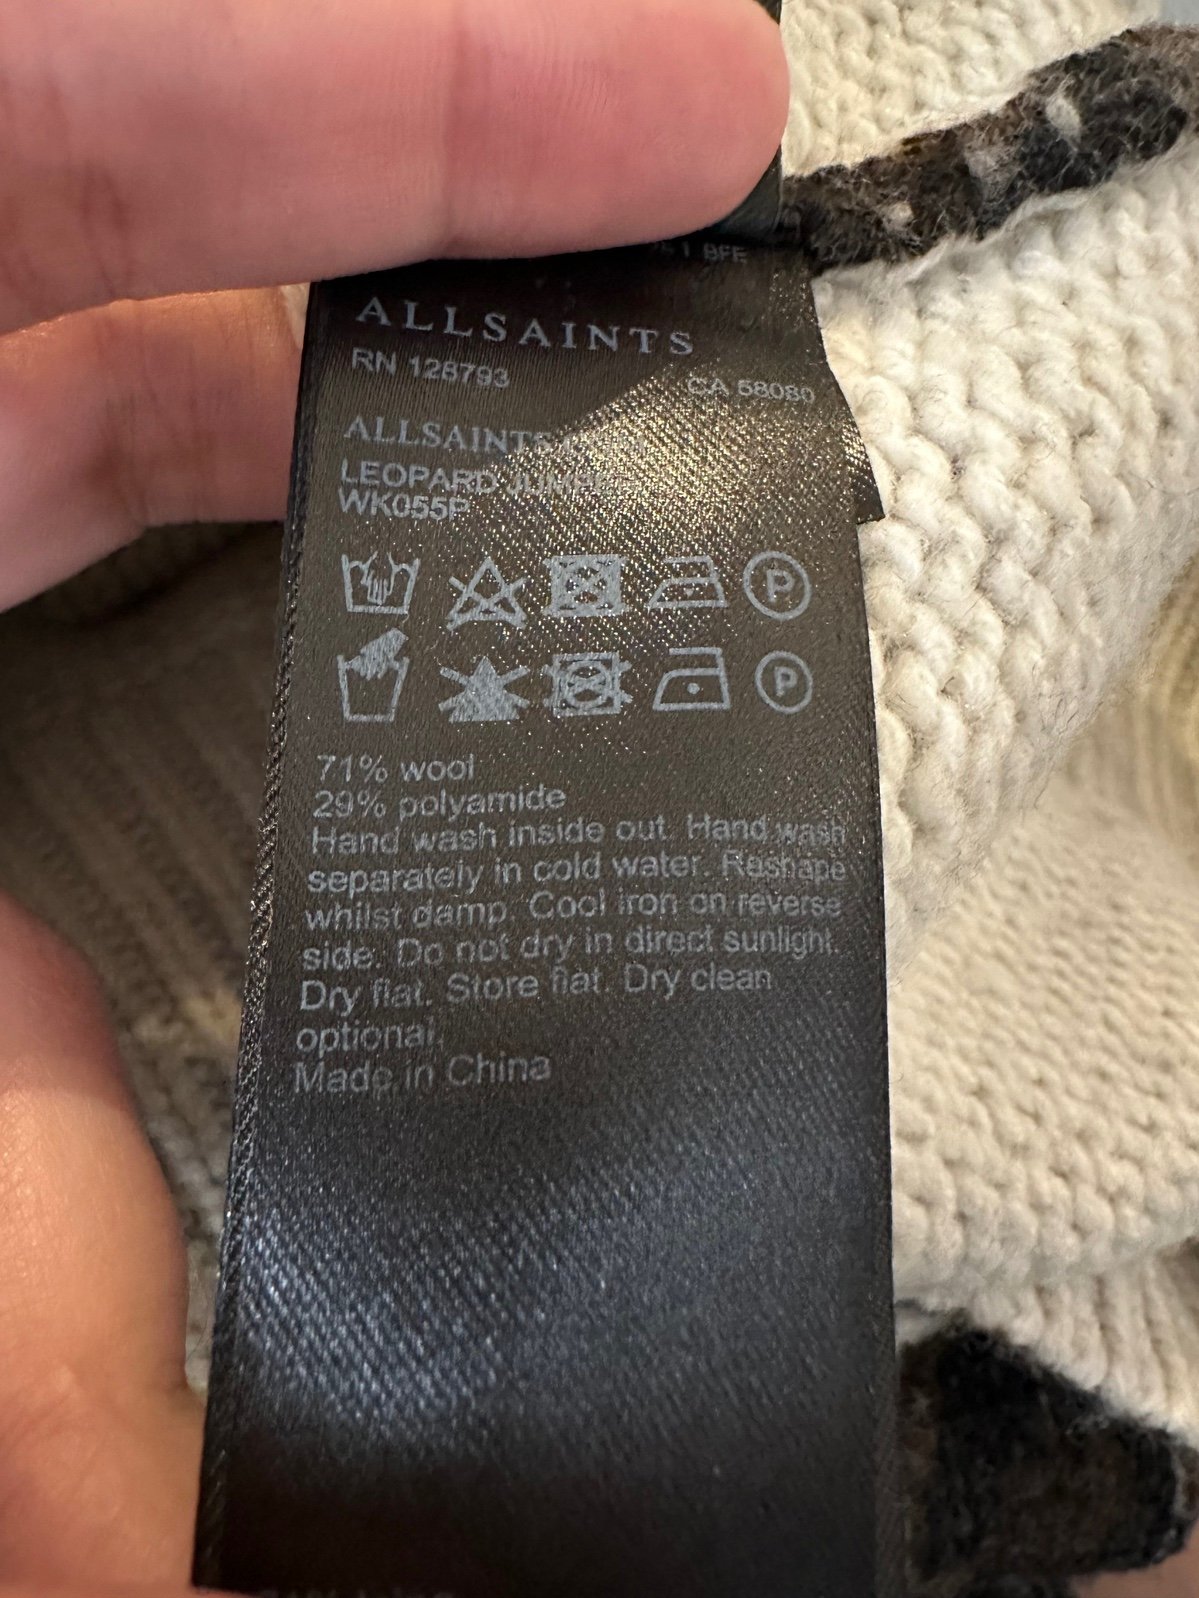 BFE
ALLSAINTS
RN 128793
CA 58080
ALLSAINTS
LEOPARD JUMPER
WK055P
P
P
71% wool
29% polyamide
Hand wash inside out. Hand wash
separately in cold water. Reshape
whilst damp. Cool iron on reverse
side. Do not dry in direct sunlight.
Dry flat. Store flat. Dry clean
optional.
Made in China